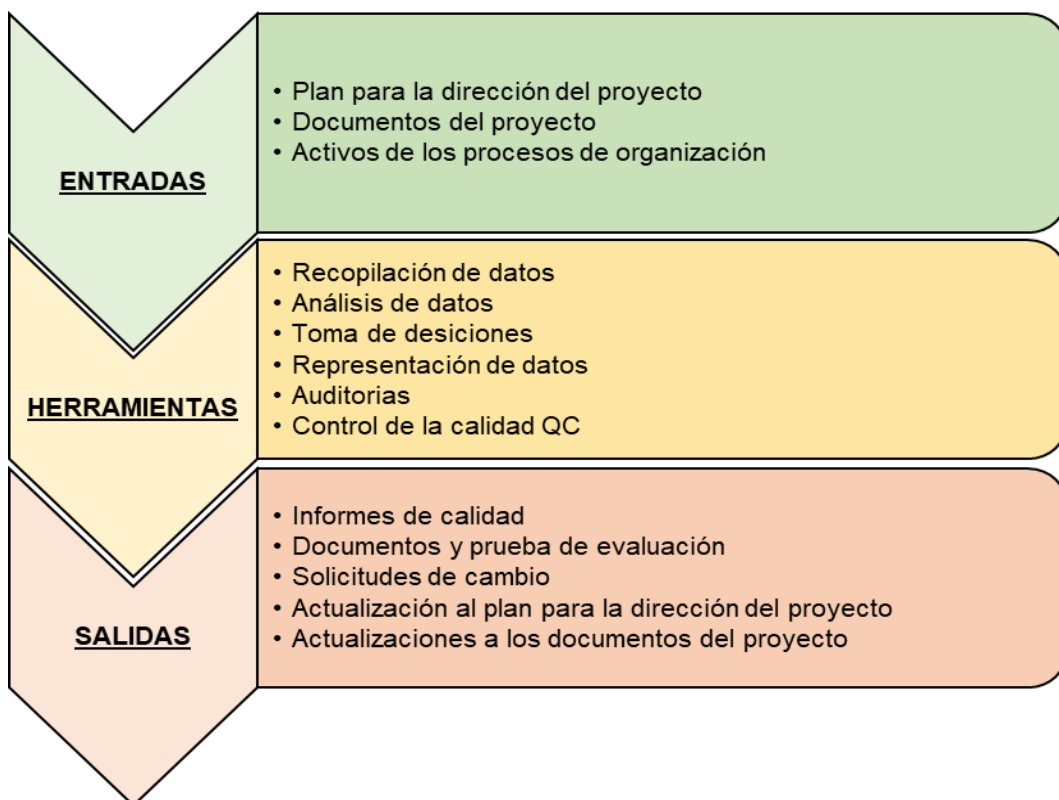 ENTRADAS
• Plan para la dirección del proyecto
• Documentos del proyecto
• Activos de los procesos de organización
HERRAMIENTAS
• Recopilación de datos
• Análisis de datos
• Toma de desiciones
• Representación de datos
• Auditorias
• Control de la calidad QC
SALIDAS
• Informes de calidad
• Documentos y prueba de evaluación
• Solicitudes de cambio
• Actualización al plan para la dirección del proyecto
• Actualizaciones a los documentos del proyecto